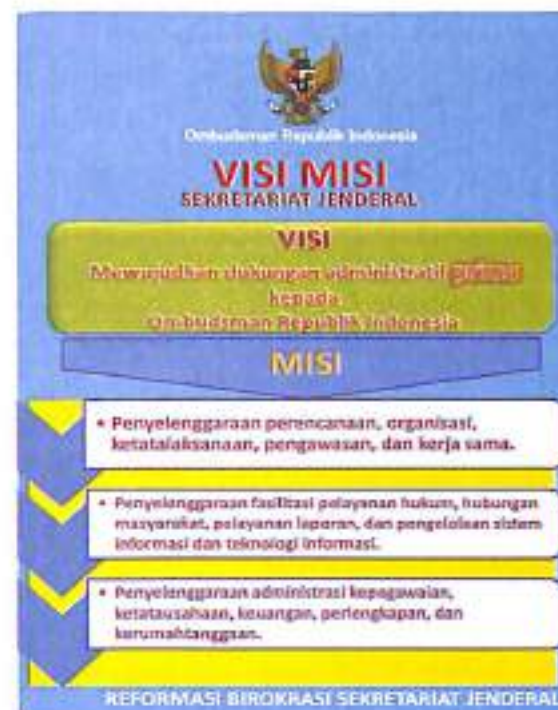 Ombudsman Republik Indonesia
VISI MISI
SEKRETARIAT JENDERAL
VISI
Mewujudkan dukungan administratif
kepada
Ombudsman Republik Indonesia
MISI
• Penyelenggaraan perencanaan, organisasi,
ketatalaksanaan, pengawasan, dan kerja sama.
• Penyelenggaraan fasilitasi pelayanan hukum, hubungan
masyarakat, pelayanan laporan, dan pengelolaan sistem
informasi dan teknologi informasi.
• Penyelenggaraan administrasi kepegawaian,
ketatausahaan, keuangan, perlengkapan, dan
kerumahtanggaan.
REFORMASI BIROKRASI SEKRETARIAT JENDERAL